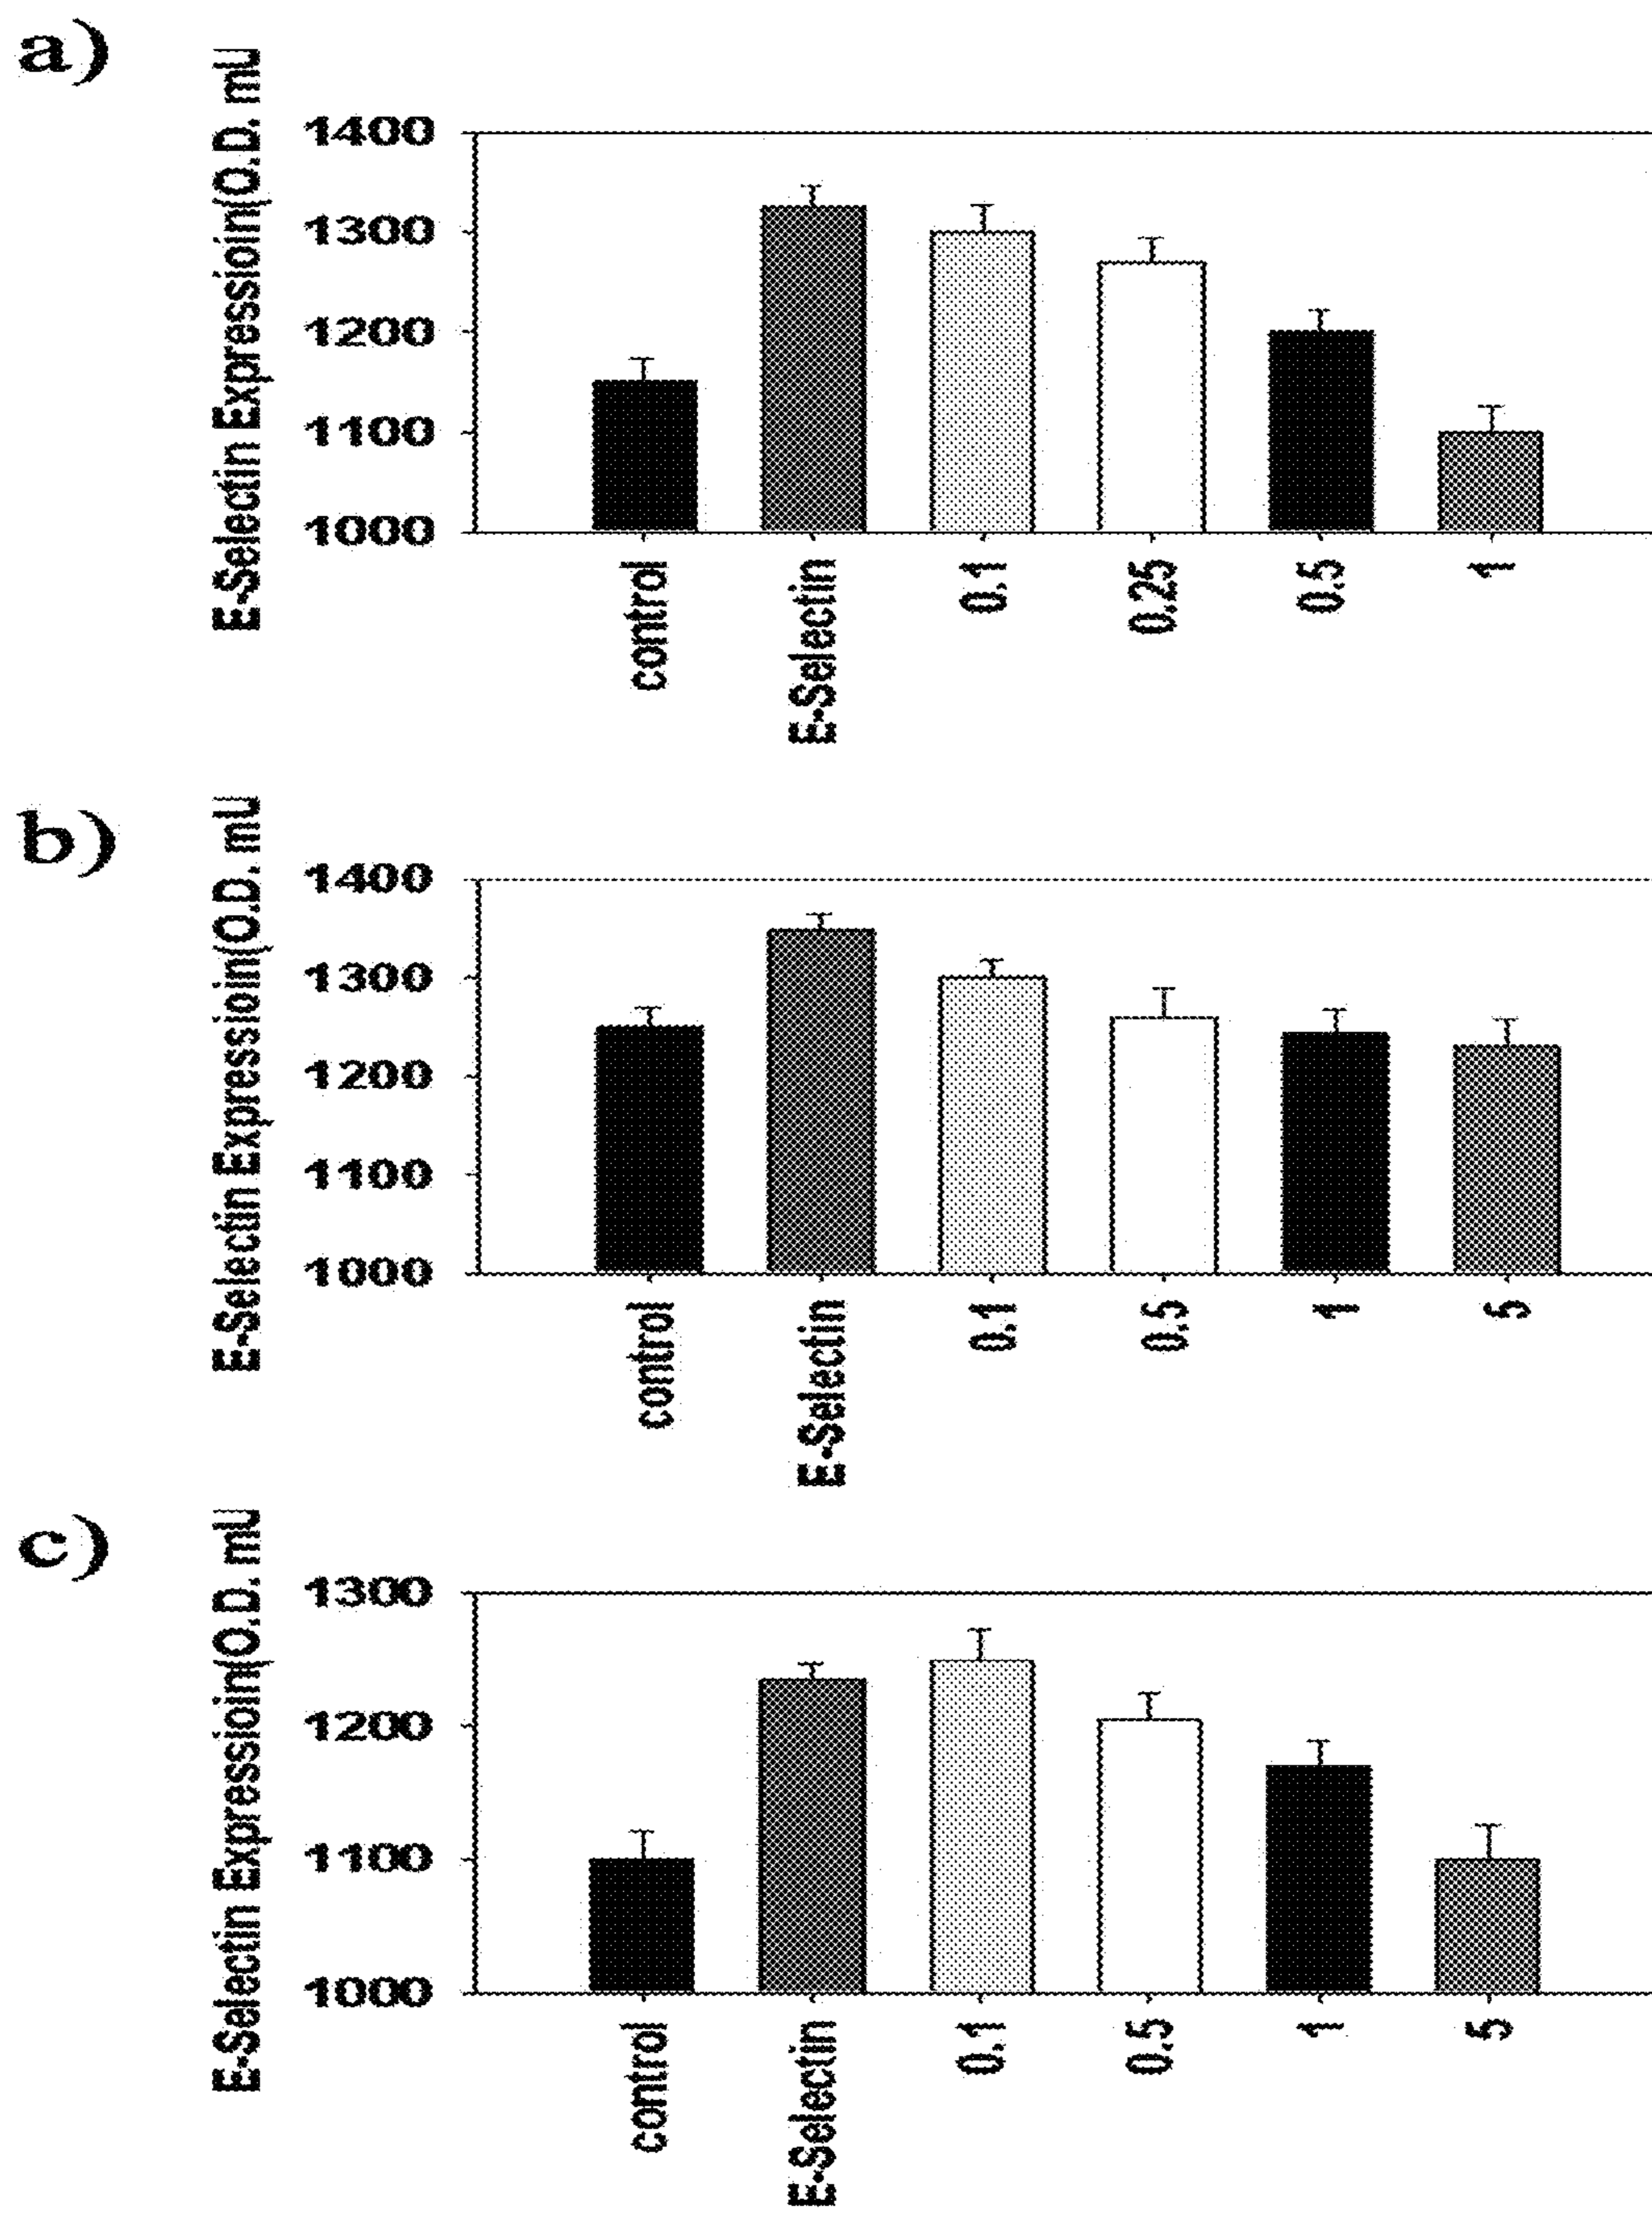 a)
E-Selectin Expressioin(O.D. mU
1400
1300
1200
1100
1000
control
E-Selectin
0.1
0.25
0.5
1
b)
E-Selectin Expressioin(O.D. mU
1400
1300
1200
1100
1000
control
E-Selectin
0.1
0.5
1
5
c)
E-Selectin Expressioin(O.D. mU
1300
1200
1100
1000
control
E-Selectin
0.1
0.5
1
5